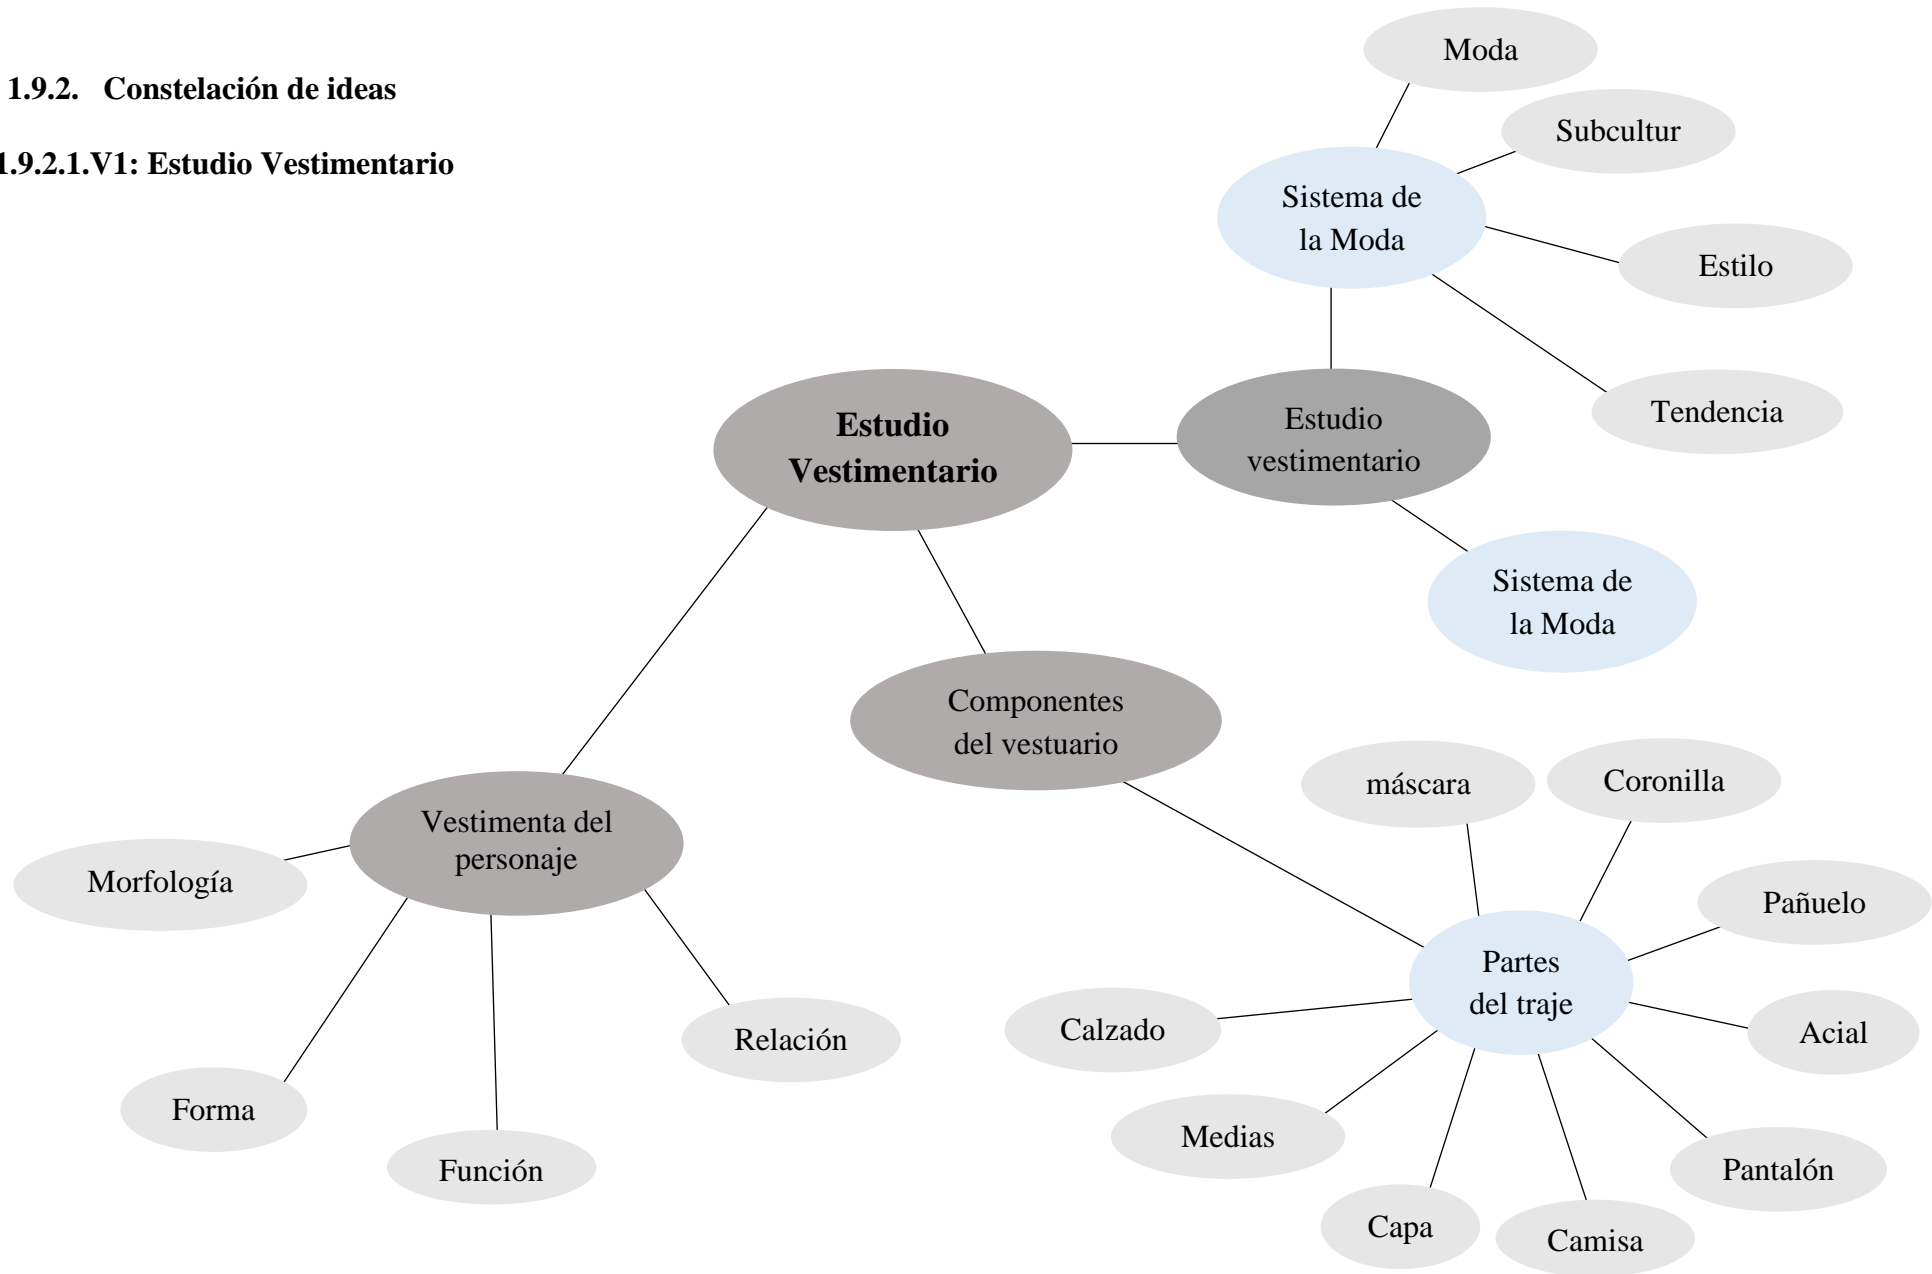 1.9.2. Constelación de ideas
1.9.2.1.V1: Estudio Vestimentario
Moda
Subcultur
Sistema de
la Moda
Estilo
Tendencia
Estudio
Vestimentario
Estudio
vestimentario
Sistema de
la Moda
Componentes
del vestuario
Vestimenta del
personaje
Morfología
Forma
Función
Relación
máscara
Coronilla
Pañuelo
Partes
del traje
Acial
Calzado
Medias
Pantalón
Capa
Camisa